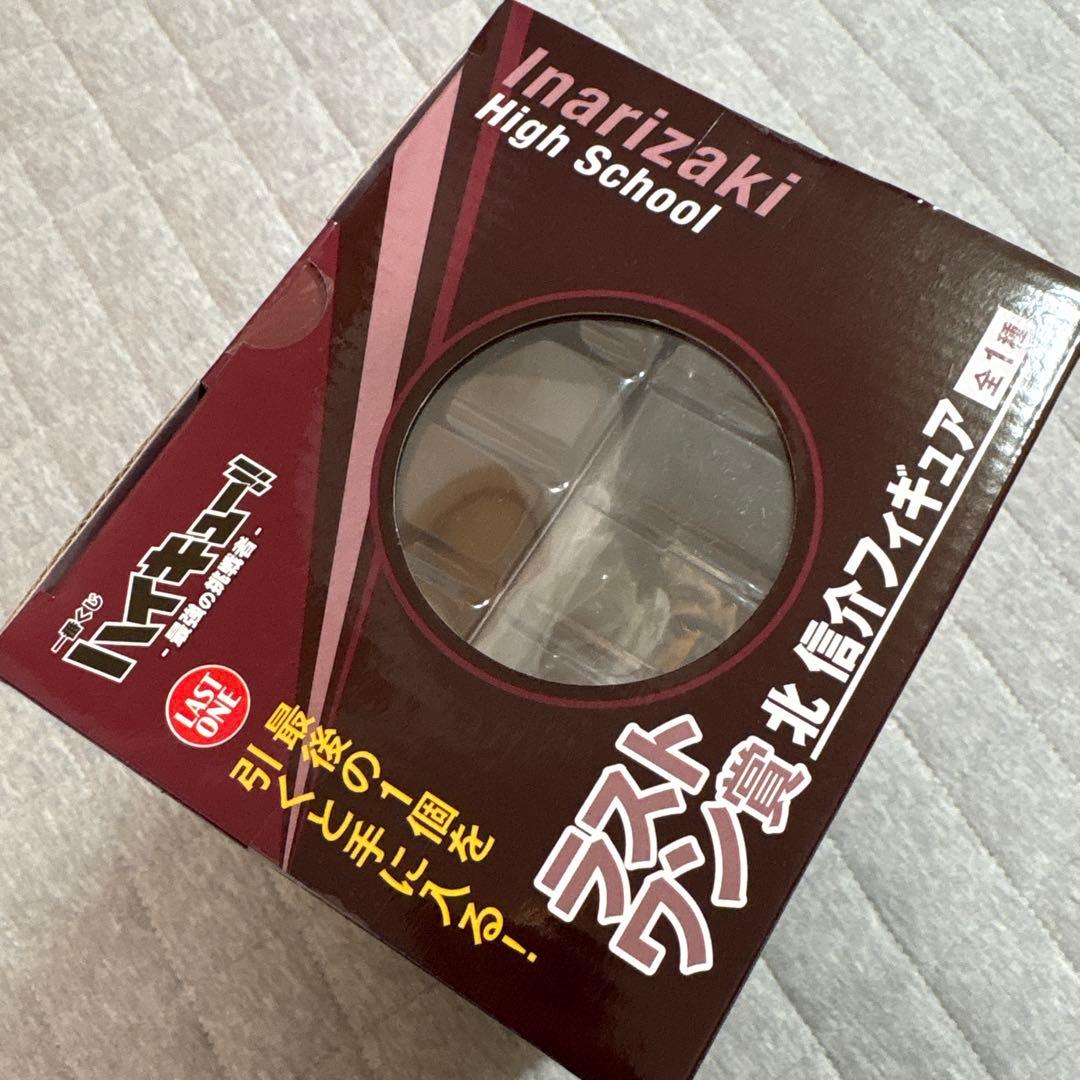 Inarizaki
High School
一番くじ
ハイキュー!!
- 最強の挑戦者 -
LAST
ONE
最後の1個を
引くと手に入る!
ラスト
ワン賞
北 信介フィギュア
全1種